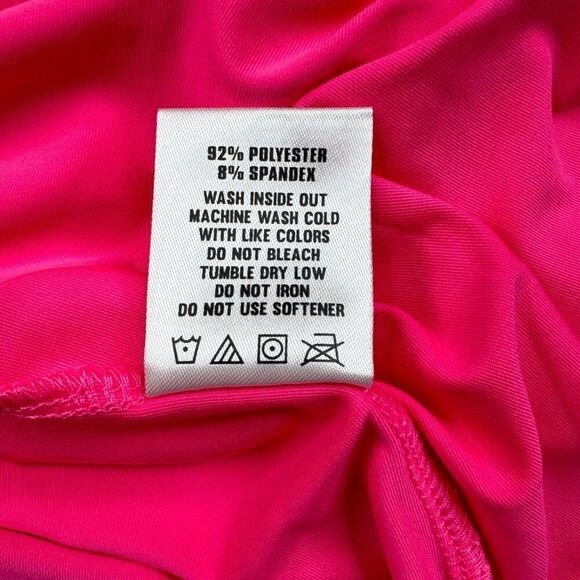 92% POLYESTER
8% SPANDEX
WASH INSIDE OUT
MACHINE WASH COLD
WITH LIKE COLORS
DO NOT BLEACH
TUMBLE DRY LOW
DO NOT IRON
DO NOT USE SOFTENER